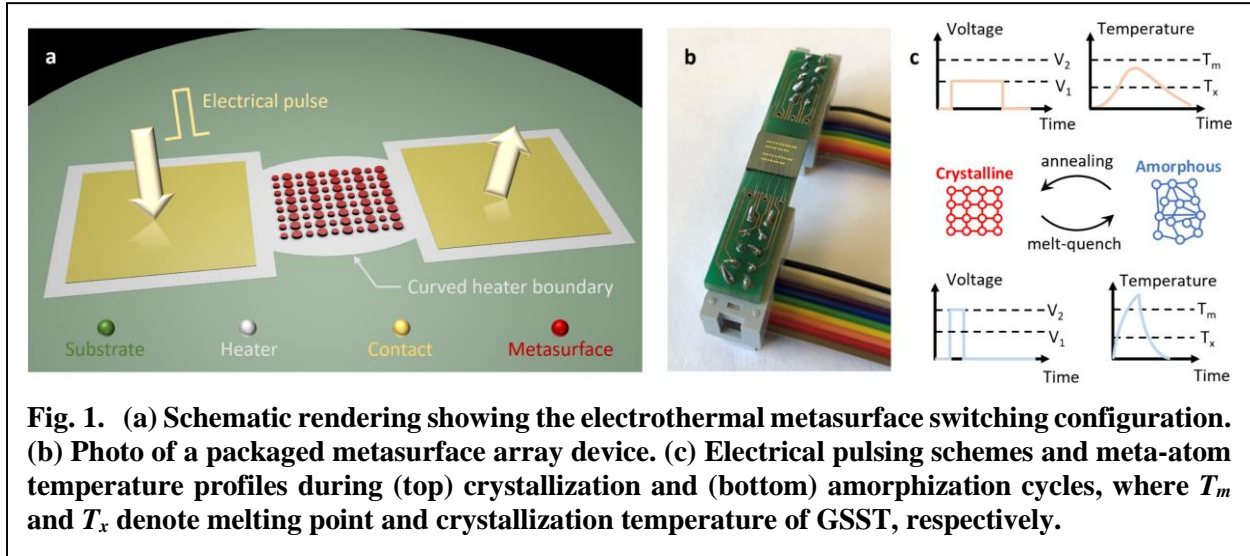 a
Electrical pulse
Curved heater boundary
Substrate
Heater
Contact
Metasurface
b
c
Voltage
V2
V1
Time
Temperature
Tm
Tx
Time
annealing
Crystalline
Amorphous
melt-quench
Voltage
V2
V1
Time
Temperature
Tm
Tx
Time
Fig. 1. (a) Schematic rendering showing the electrothermal metasurface switching configuration.
(b) Photo of a packaged metasurface array device. (c) Electrical pulsing schemes and meta-atom
temperature profiles during (top) crystallization and (bottom) amorphization cycles, where Tm
and Tx denote melting point and crystallization temperature of GSST, respectively.